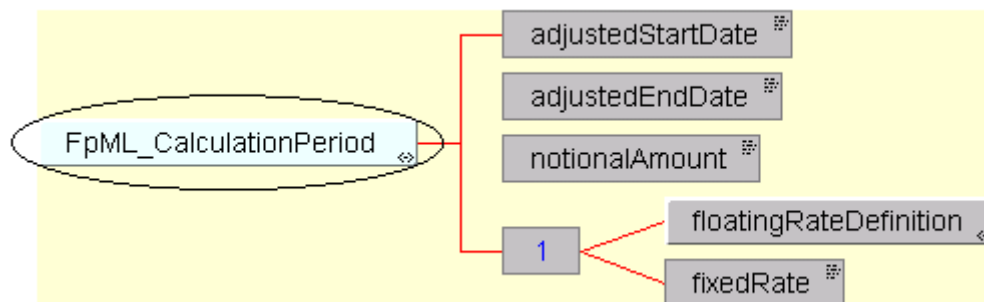 adjustedStartDate
adjustedEndDate
FpML_CalculationPeriod
notionalAmount
floatingRateDefinition
1
fixedRate